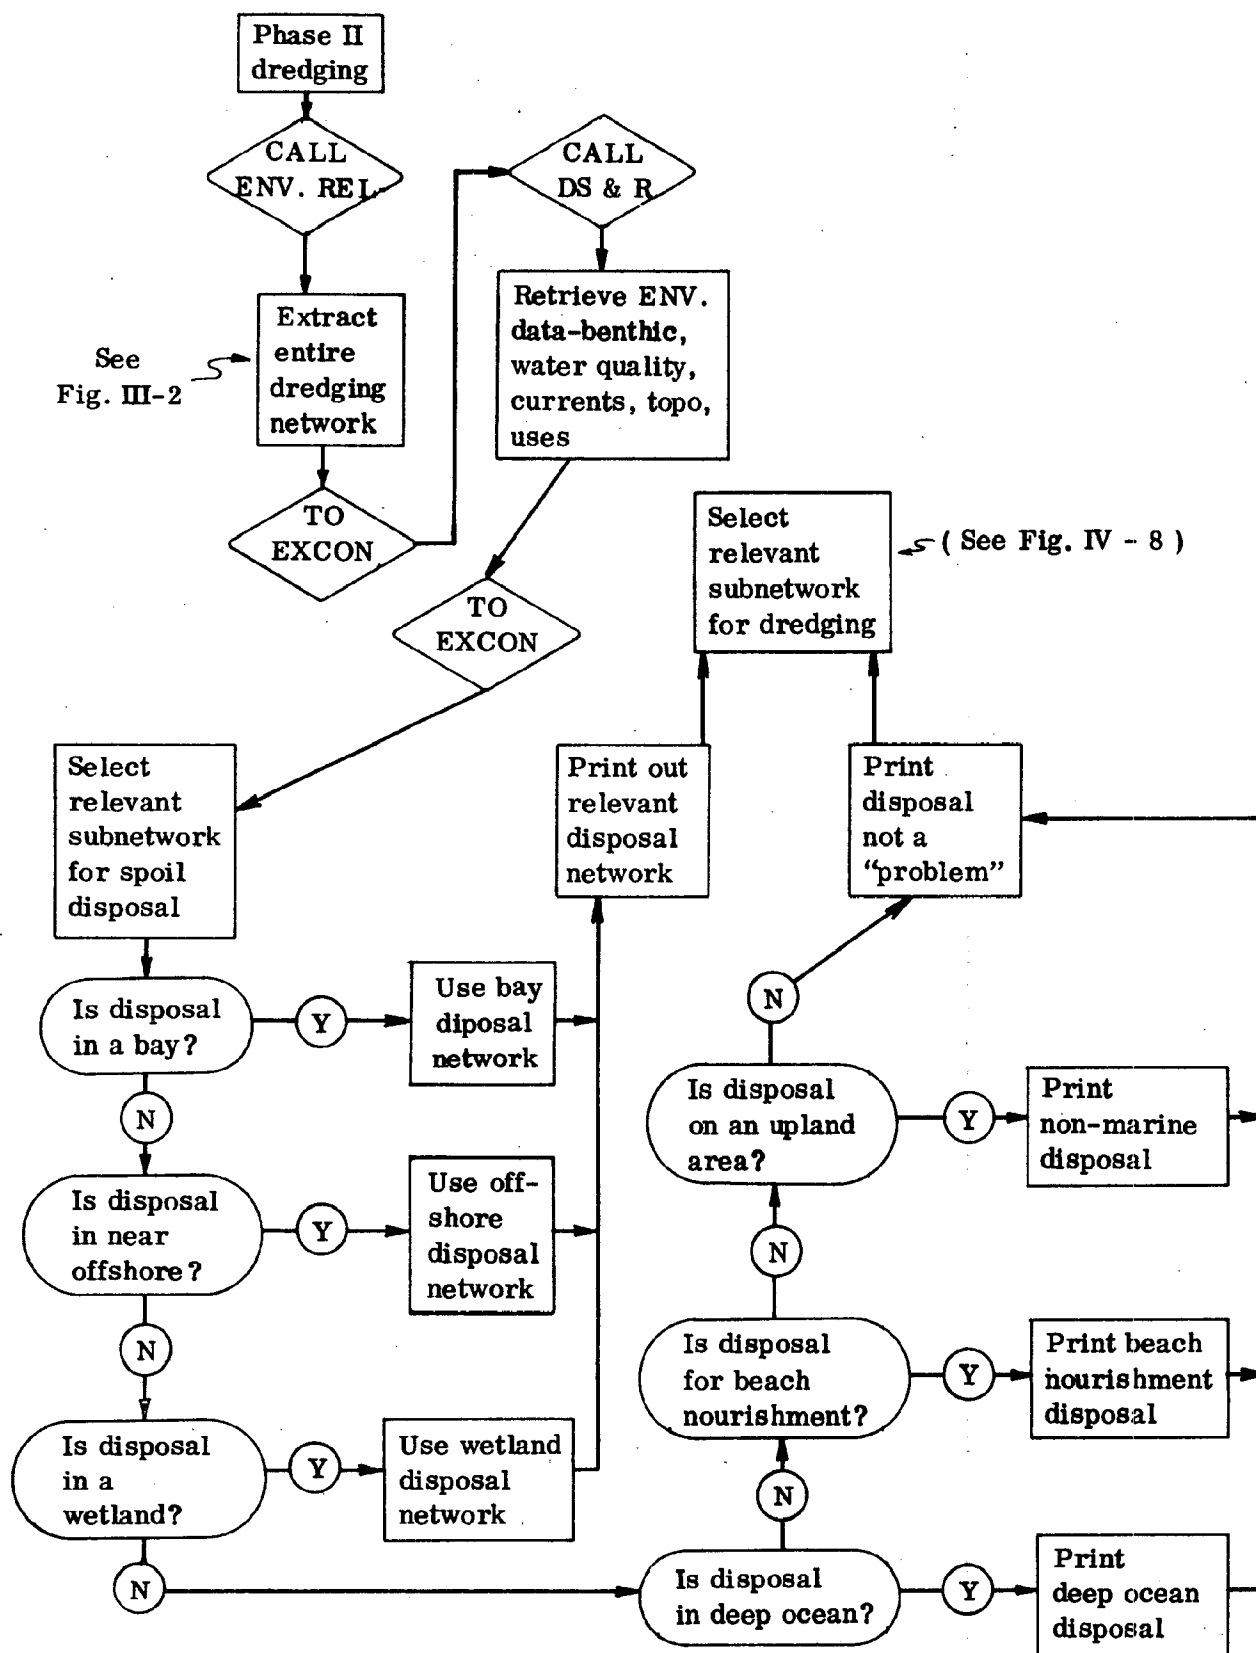 Phase II
dredging
CALL
ENV. REL.
Extract
entire
dredging
network
See
Fig. III-2
TO
EXCON
CALL
DS & R
Retrieve ENV.
data-benthic,
water quality,
currents, topo,
uses
TO
EXCON
Select
relevant
subnetwork
for dredging
( See Fig. IV - 8 )
Select
relevant
subnetwork
for spoil
disposal
Print out
relevant
disposal
network
Print
disposal
not a
“problem”
Is disposal
in a bay?
Y
Use bay
diposal
network
N
Is disposal
in near
offshore?
Y
Use off-
shore
disposal
network
N
Is disposal
in a
wetland?
Y
Use wetland
disposal
network
N
Is disposal
in deep ocean?
Y
Print
deep ocean
disposal
N
Is disposal
for beach
nourishment?
Y
Print beach
nourishment
disposal
N
Is disposal
on an upland
area?
Y
Print
non-marine
disposal
N